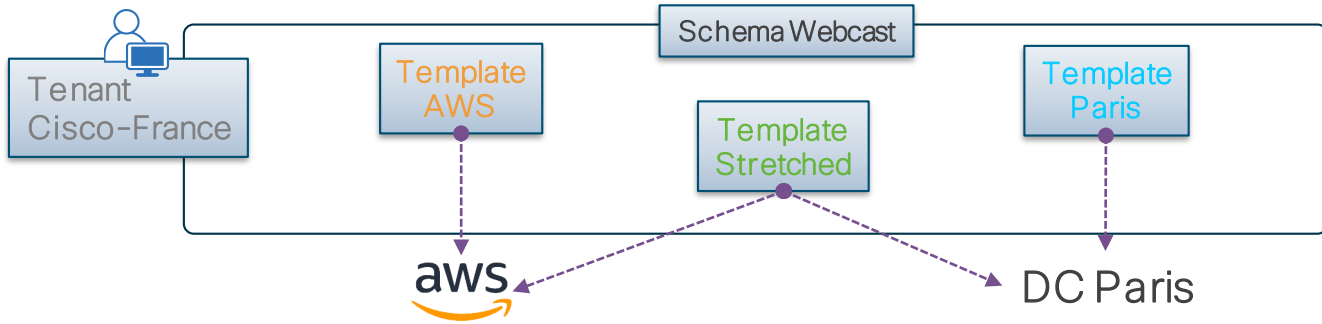 Schema Webcast
Tenant
Cisco-France
Template
AWS
Template
Stretched
Template
Paris
aws
DC Paris